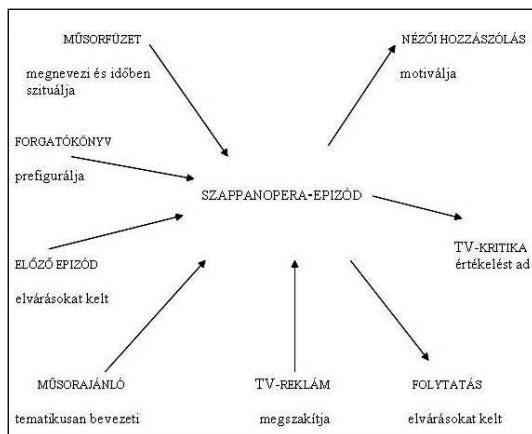 MŰSORFÜZET
megnevezi és időben
szituálja
NÉZŐI HOZZÁSZÓLÁS
motiválja
FORGATÓKÖNYV
prefigurálja
SZAPPANOPERA-EPIZÓD
ELŐZŐ EPIZÓD
elvárásokat kelt
TV-KRITIKA
értékelést ad
MŰSORAJÁNLÓ
tematikusan bevezeti
TV-REKLÁM
megszakítja
FOLYTATÁS
elvárásokat kelt